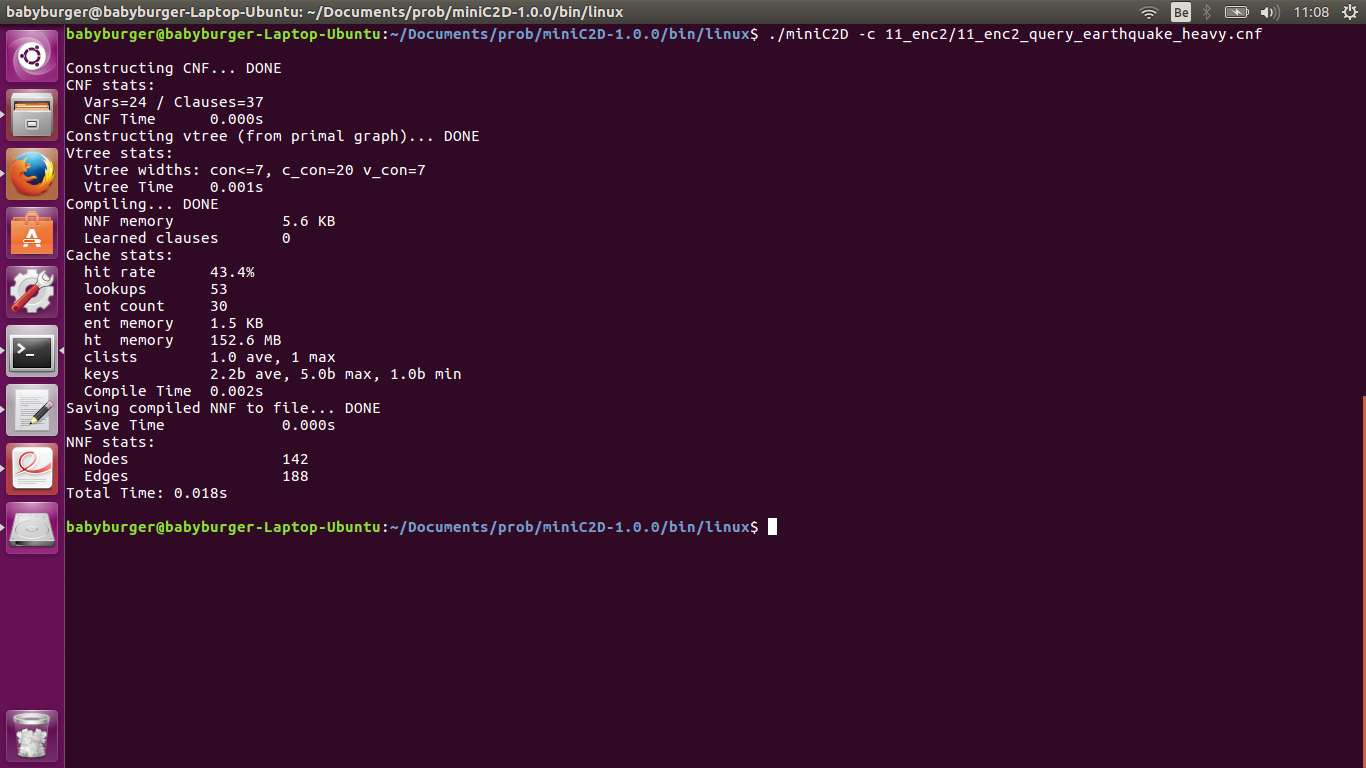 babyburger@babyburger-Laptop-Ubuntu: ~/Documents/prob/miniC2D-1.0.0/bin/linux Be 11:08
babyburger@babyburger-Laptop-Ubuntu:~/Documents/prob/miniC2D-1.0.0/bin/linux$ ./miniC2D -c 11_enc2/11_enc2_query_earthquake_heavy.cnf
Constructing CNF... DONE
CNF stats:
  Vars=24 / Clauses=37
  CNF Time      0.000s
Constructing vtree (from primal graph)... DONE
Vtree stats:
  Vtree widths: con<=7, c_con=20 v_con=7
  Vtree Time    0.001s
Compiling... DONE
  NNF memory            5.6 KB
  Learned clauses       0
Cache stats:
  hit rate      43.4%
  lookups       53
  ent count     30
  ent memory    1.5 KB
  ht  memory    152.6 MB
  clists        1.0 ave, 1 max
  keys          2.2b ave, 5.0b max, 1.0b min
  Compile Time  0.002s
Saving compiled NNF to file... DONE
  Save Time             0.000s
NNF stats:
  Nodes                 142
  Edges                 188
Total Time: 0.018s
babyburger@babyburger-Laptop-Ubuntu:~/Documents/prob/miniC2D-1.0.0/bin/linux$